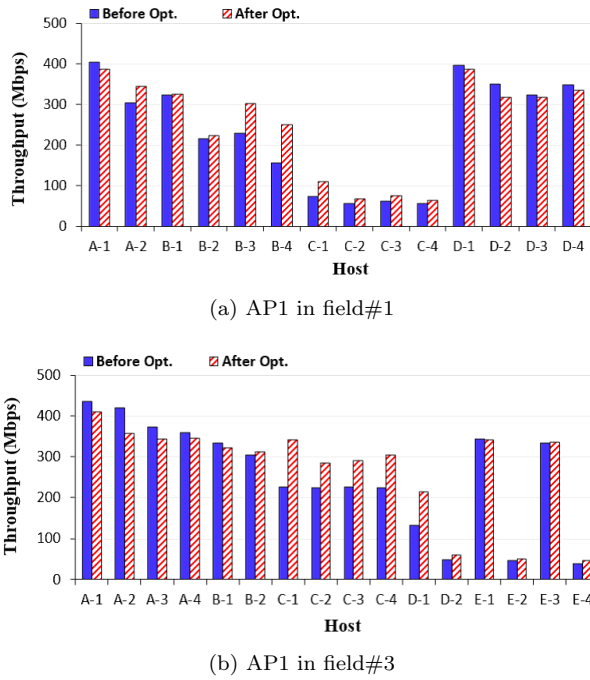 Before Opt. After Opt.
500
400
300
200
100
0
Throughput (Mbps)
A-1 A-2 B-1 B-2 B-3 B-4 C-1 C-2 C-3 C-4 D-1 D-2 D-3 D-4
Host
(a) AP1 in field#1
Before Opt. After Opt.
500
400
300
200
100
0
Throughput (Mbps)
A-1 A-2 A-3 A-4 B-1 B-2 C-1 C-2 C-3 C-4 D-1 D-2 E-1 E-2 E-3 E-4
Host
(b) AP1 in field#3